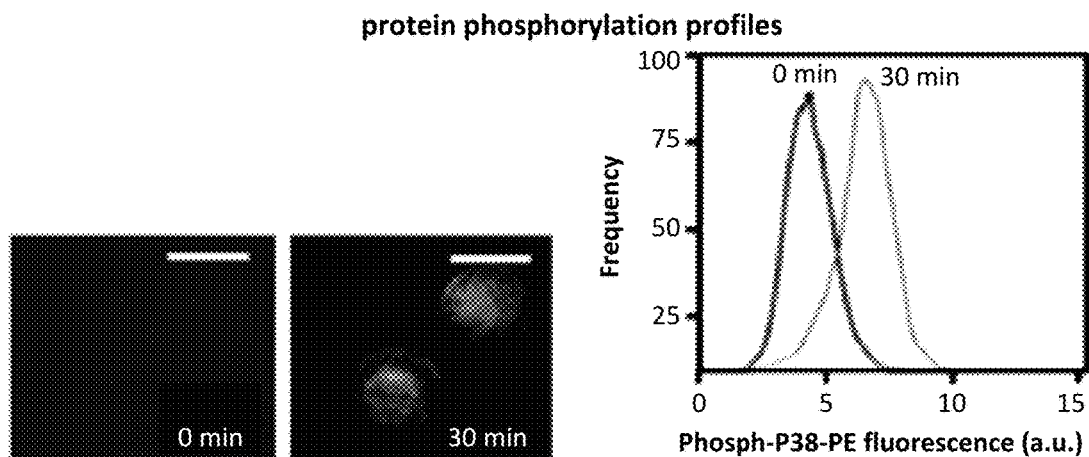 protein phosphorylation profiles
0 min
30 min
100
75
50
25
Frequency
0 min
30 min
0
5
10
15
Phosph-P38-PE fluorescence (a.u.)